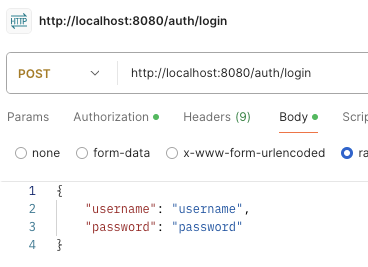 HTTP http://localhost:8080/auth/login
POST http://localhost:8080/auth/login
Params Authorization Headers (9) Body Scrip
none form-data x-www-form-urlencoded ra
1 {
2 "username": "username",
3 "password": "password"
4 }